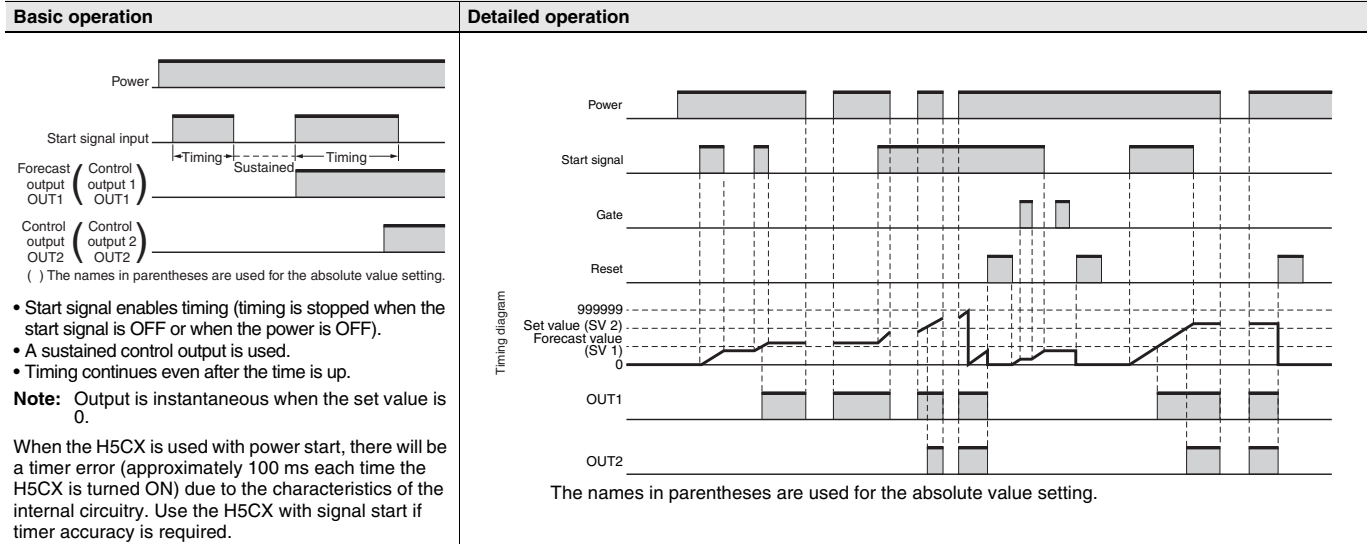 Basic operation
Detailed operation
Power
Start signal input
Timing
Sustained
Timing
Forecast output OUT1 (Control output 1 OUT1)
Control output OUT2 (Control output 2 OUT2)
( ) The names in parentheses are used for the absolute value setting.
• Start signal enables timing (timing is stopped when the
start signal is OFF or when the power is OFF).
• A sustained control output is used.
• Timing continues even after the time is up.
Note: Output is instantaneous when the set value is
0.
When the H5CX is used with power start, there will be
a timer error (approximately 100 ms each time the
H5CX is turned ON) due to the characteristics of the
internal circuitry. Use the H5CX with signal start if
timer accuracy is required.
Power
Start signal
Gate
Reset
Timing diagram
999999
Set value (SV 2)
Forecast value
(SV 1)
0
OUT1
OUT2
The names in parentheses are used for the absolute value setting.